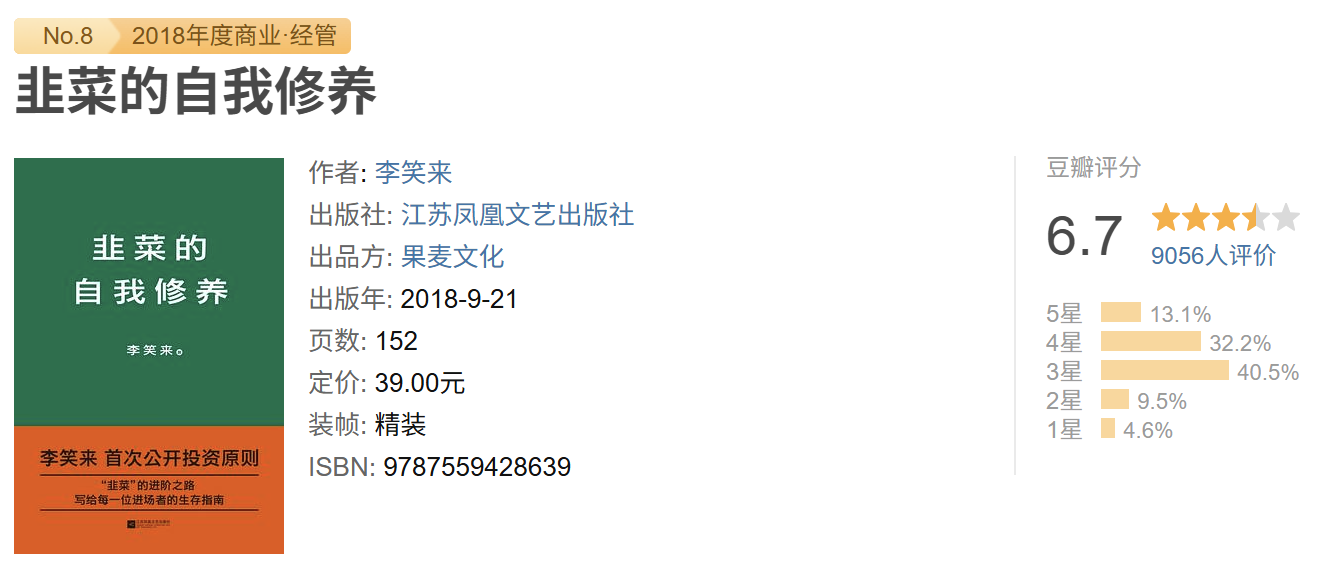 No.8 2018年度商业·经管
韭菜的自我修养
韭菜的
自我修养
李笑来。
李笑来 首次公开投资原则
“韭菜”的进阶之路
写给每一位进场者的生存指南
作者: 李笑来
出版社: 江苏凤凰文艺出版社
出品方: 果麦文化
出版年: 2018-9-21
页数: 152
定价: 39.00元
装帧: 精装
ISBN: 9787559428639
豆瓣评分
6.7
9056人评价
5星 13.1%
4星 32.2%
3星 40.5%
2星 9.5%
1星 4.6%